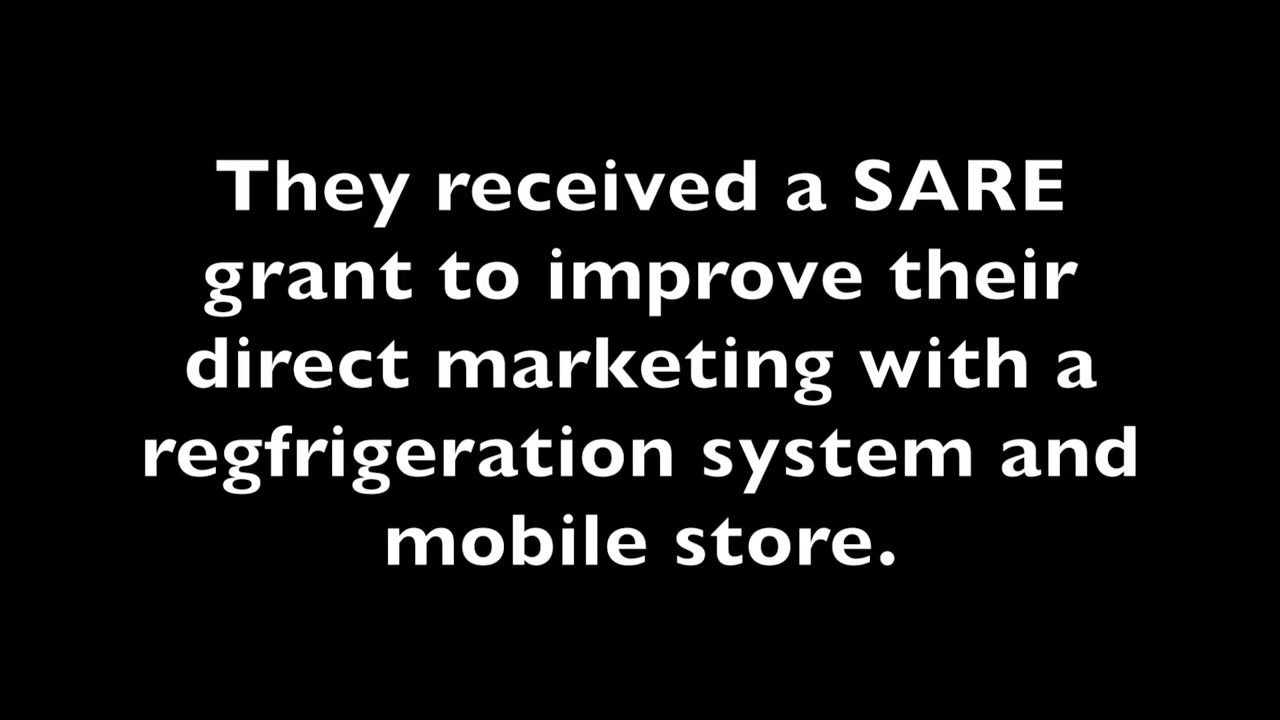 They received a SARE
grant to improve their
direct marketing with a
regfrigeration system and
mobile store.